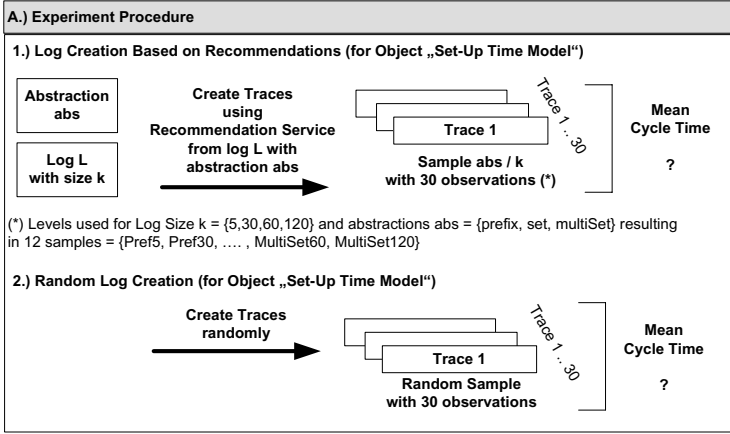 A.) Experiment Procedure
1.) Log Creation Based on Recommendations (for Object „Set-Up Time Model“)
Abstraction
abs
Log L
with size k
Create Traces
using
Recommendation Service
from log L with
abstraction abs
Trace 1
Trace 1 .. 30
Sample abs / k
with 30 observations (*)
Mean
Cycle Time
?
(*) Levels used for Log Size k = {5,30,60,120} and abstractions abs = {prefix, set, multiSet} resulting
in 12 samples = {Pref5, Pref30, …. , MultiSet60, MultiSet120}
2.) Random Log Creation (for Object „Set-Up Time Model“)
Create Traces
randomly
Trace 1
Trace 1 .. 30
Random Sample
with 30 observations
Mean
Cycle Time
?